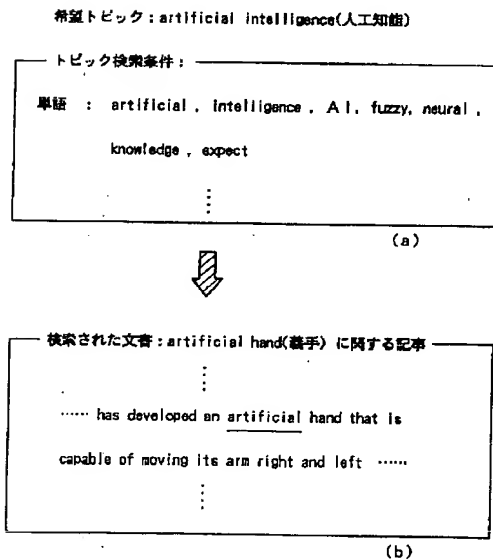 希望トピック：artificial intelligence(人工知能)
トピック検索条件：
単語 ： artificial , intelligence , AI, fuzzy, neural ,
knowledge , expect
⋮
(a)
検索された文書：artificial hand(義手) に関する記事
⋮
…… has developed an artificial hand that is
capable of moving its arm right and left ……
⋮
(b)